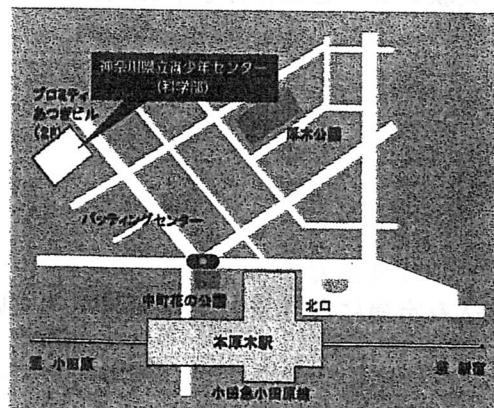 神奈川県立青少年センター
(科学部)
プロミティ
あつぎビル
(2F)
厚木公園
バッティングセンター
中町花の公園
北口
本厚木駅
至 小田原
至 新宿
小田急小田原線